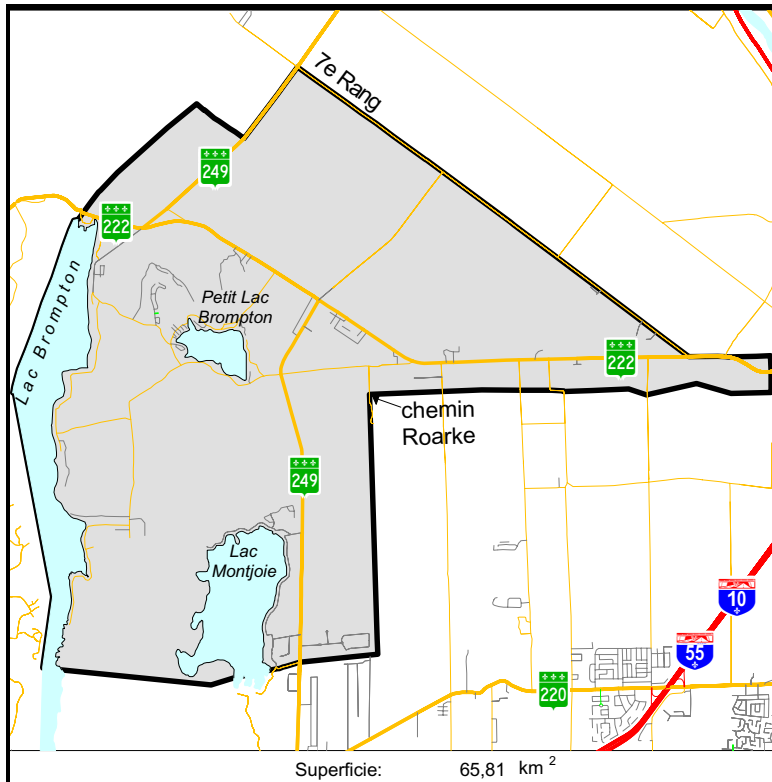 7e Rang
249
222
Lac Brompton
Petit Lac
Brompton
222
chemin
Roarke
249
Lac
Montjoie
10
55
220
Superficie: 65,81 km 2